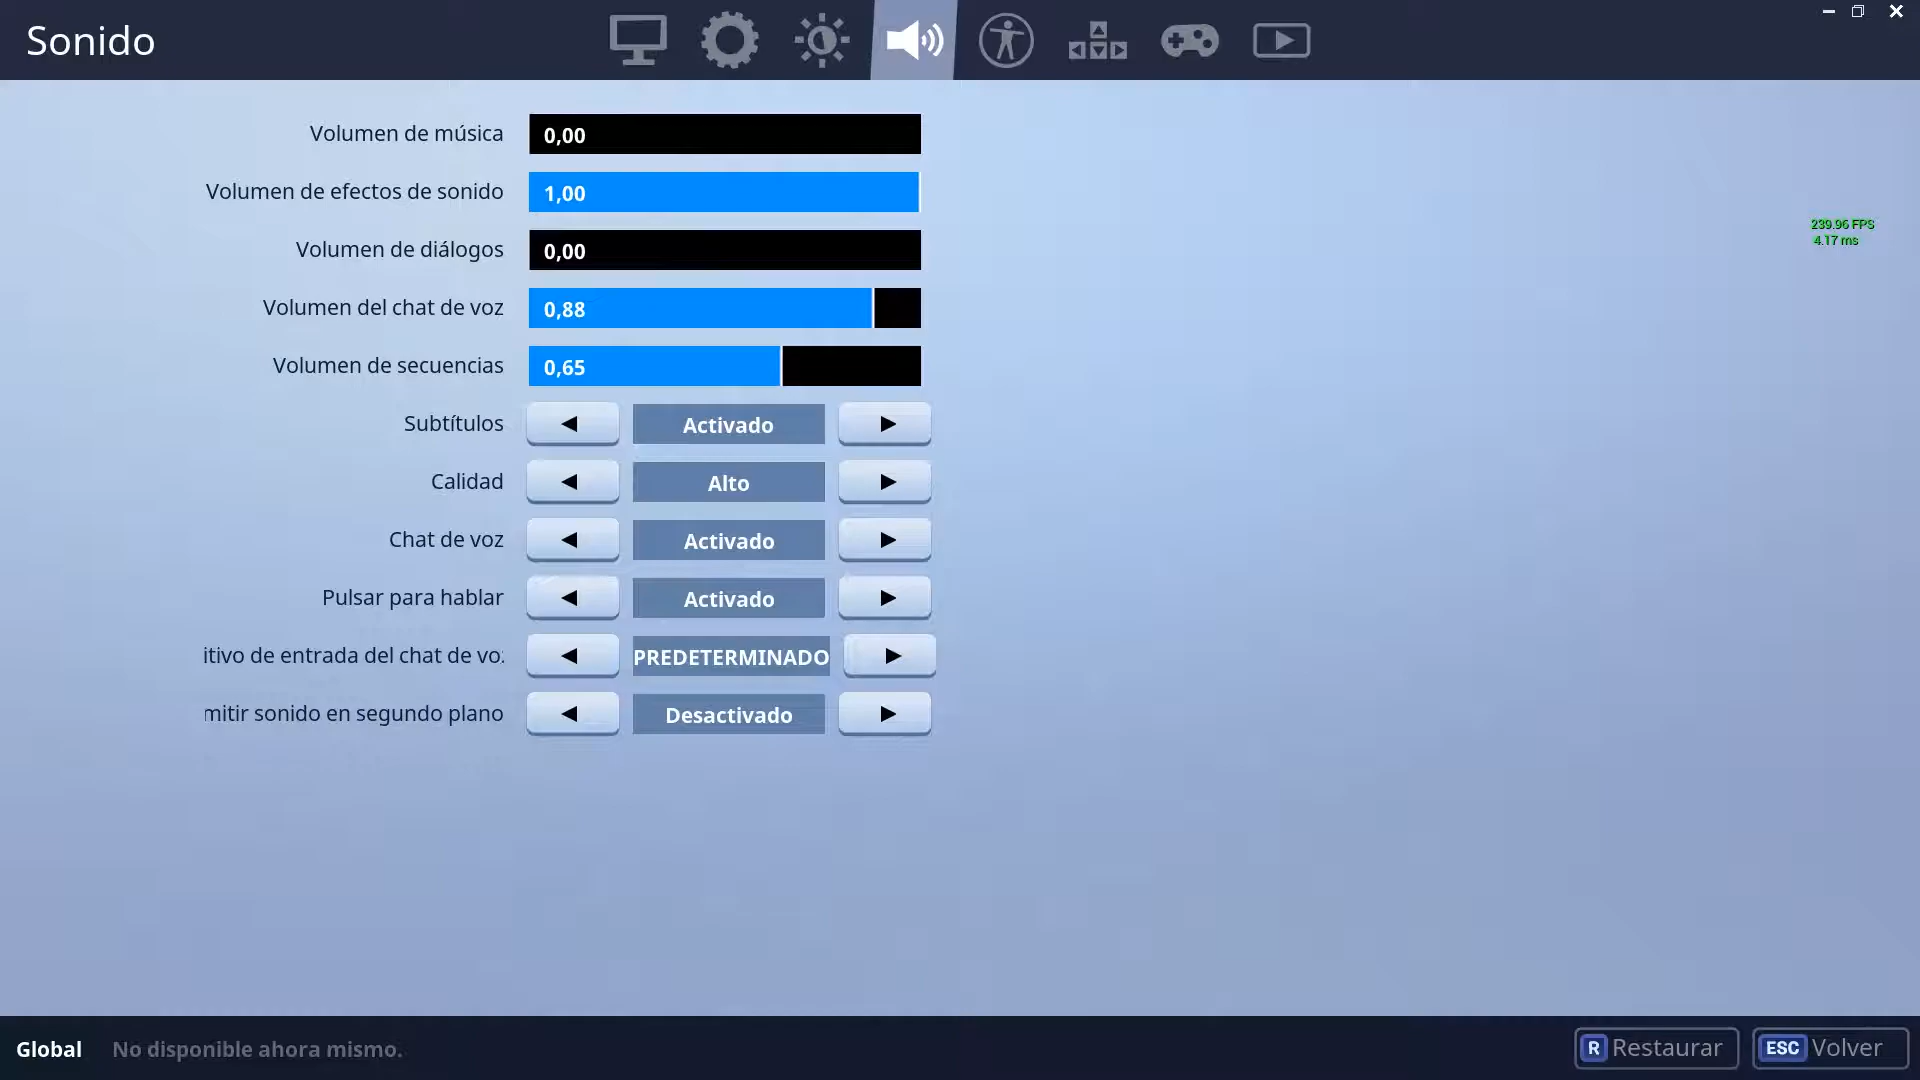 Sonido
Volumen de música
0,00
Volumen de efectos de sonido
1,00
Volumen de diálogos
0,00
Volumen del chat de voz
0,88
Volumen de secuencias
0,65
Subtítulos
Activado
Calidad
Alto
Chat de voz
Activado
Pulsar para hablar
Activado
itivo de entrada del chat de voz
PREDETERMINADO
mitir sonido en segundo plano
Desactivado
239.96 FPS
4.17 ms
Global
No disponible ahora mismo.
R Restaurar
ESC Volver